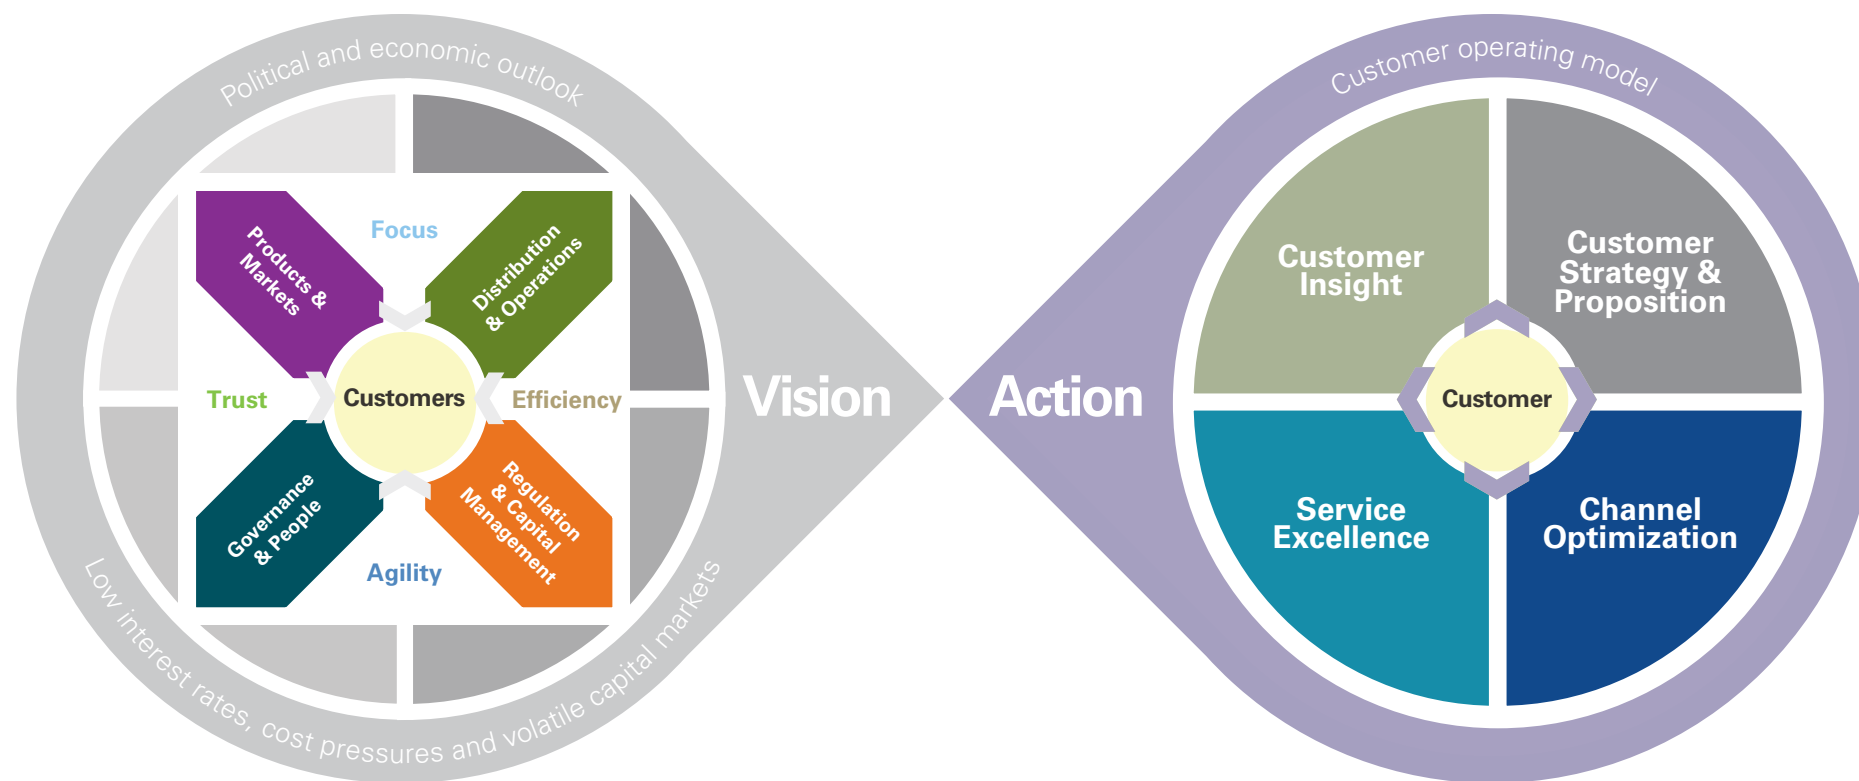 Political and economic outlook
Focus
Products &
Markets
Distribution
& Operations
Trust
Customers
Efficiency
Governance
& People
Regulation
& Capital
Management
Agility
Low interest rates, cost pressures and volatile capital markets
Vision
Action
Customer operating model
Customer
Insight
Customer
Strategy &
Proposition
Customer
Service
Excellence
Channel
Optimization